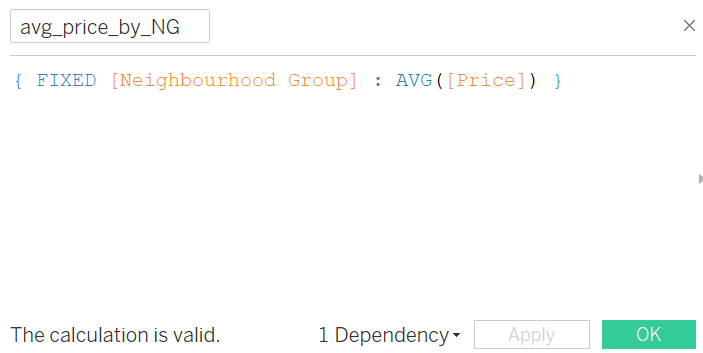 avg_price_by_NG
{ FIXED [Neighbourhood Group] : AVG([Price]) }
The calculation is valid.
1 Dependency
Apply
OK